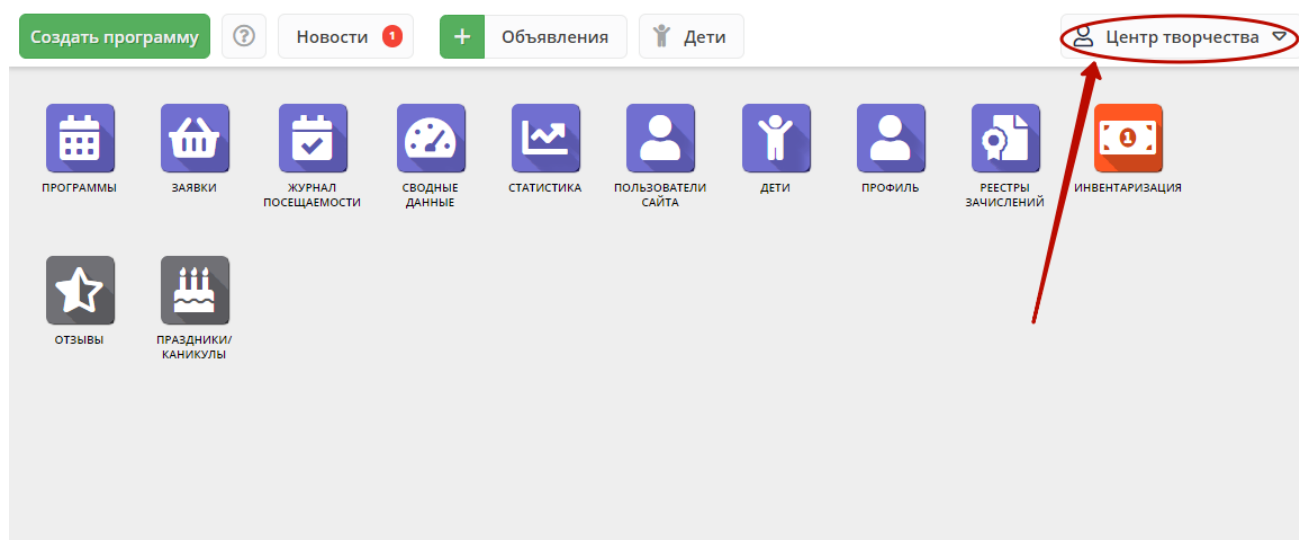 Создать программу ? Новости 1 + Объявления Дети Центр творчества
ПРОГРАММЫ ЗАЯВКИ ЖУРНАЛ СВОДНЫЕ СТАТИСТИКА ПОЛЬЗОВАТЕЛИ ДЕТИ ПРОФИЛЬ РЕЕСТРЫ ИНВЕНТАРИЗАЦИЯ
ПОСЕЩАЕМОСТИ ДАННЫЕ САЙТА ЗАЧИСЛЕНИЙ
ОТЗЫВЫ ПРАЗДНИКИ/
КАНИКУЛЫ